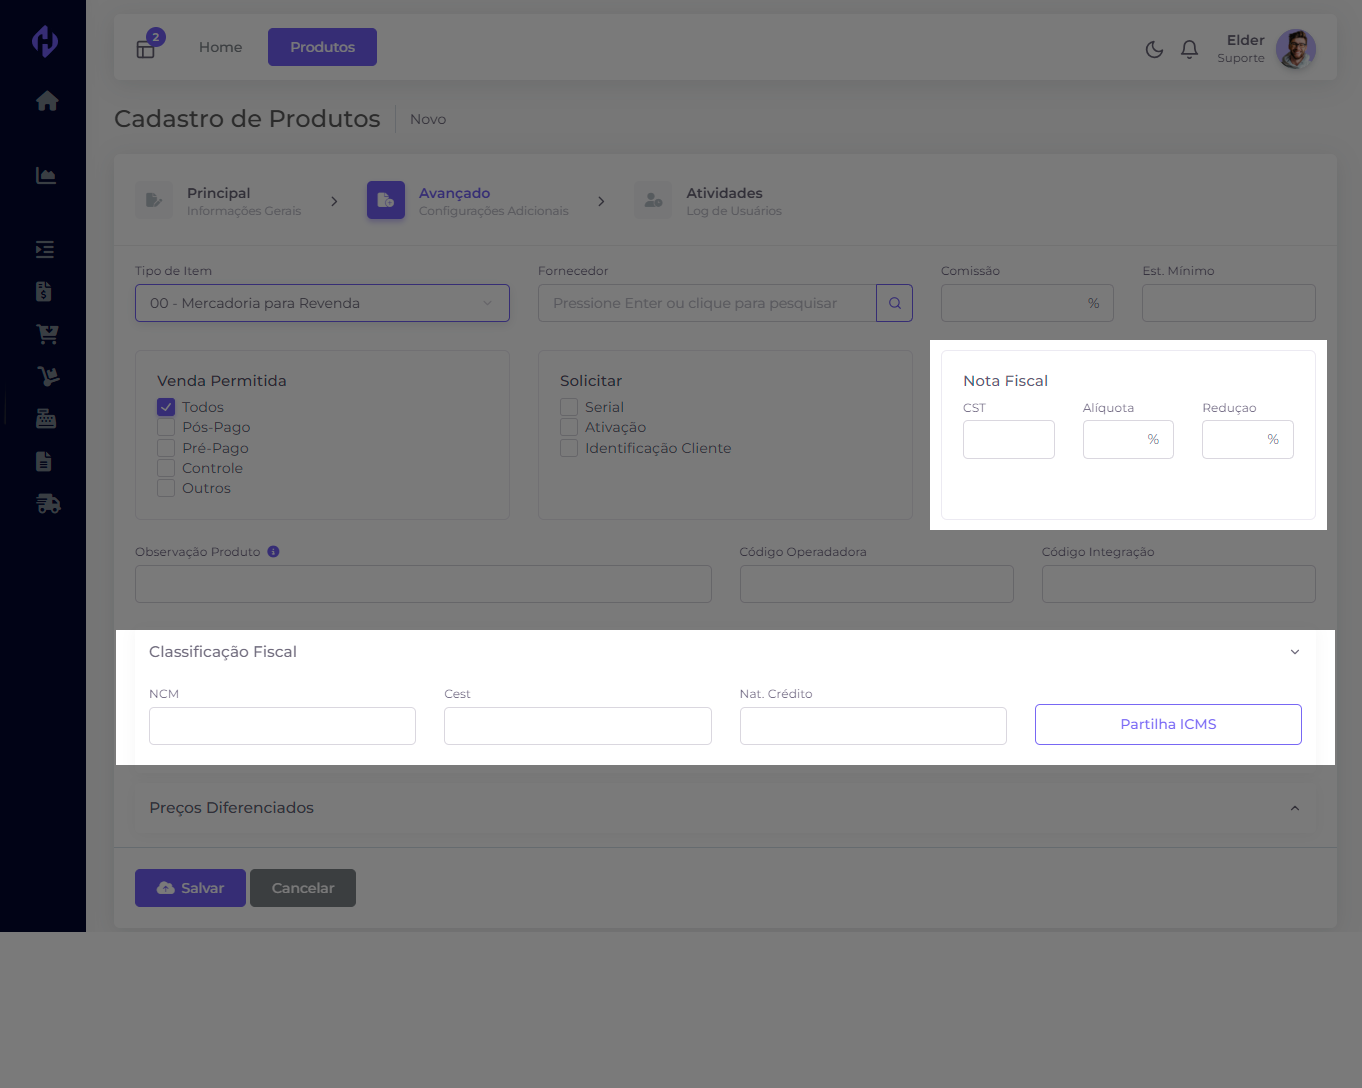 2
Home
Produtos
Elder
Suporte
Cadastro de Produtos
Novo
Principal
Informações Gerais
Avançado
Configurações Adicionais
Atividades
Log de Usuários
Tipo de Item
Fornecedor
Comissão
Est. Mínimo
00 - Mercadoria para Revenda
Pressione Enter ou clique para pesquisar
%
Venda Permitida
Todos
Pós-Pago
Pré-Pago
Controle
Outros
Solicitar
Serial
Ativação
Identificação Cliente
Nota Fiscal
CST
Alíquota
Reduçao
%
%
Observação Produto
Código Operadadora
Código Integração
Classificação Fiscal
NCM
Cest
Nat. Crédito
Partilha ICMS
Preços Diferenciados
Salvar
Cancelar